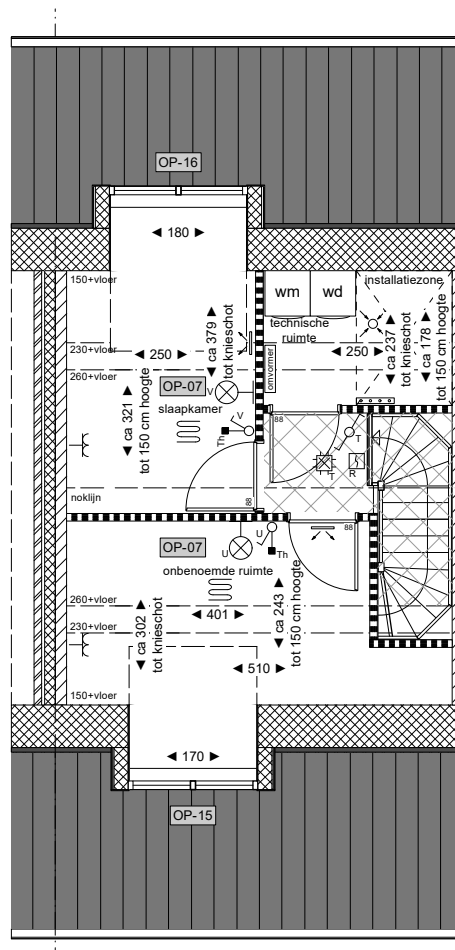 OP-16
◄ 180 ►
150+vloer
wm
wd
installatiezone
technische
ruimte
◄ ca 379 ►
tot knieschot
◄ ca 237 ►
tot knieschot
◄ ca 178 ►
tot 150 cm hoogte
230+vloer
◄ 250 ►
◄ 250 ►
omvormer
260+vloer
OP-07
V
slaapkamer
◄ ca 321 ►
tot 150 cm hoogte
V
Th
88
T
T
R
noklijn
88
OP-07
U
U
Th
88
onbenoemde ruimte
260+vloer
◄ 401 ►
◄ ca 302 ►
tot knieschot
◄ ca 243 ►
tot 150 cm hoogte
230+vloer
◄ 510 ►
150+vloer
◄ 170 ►
OP-15